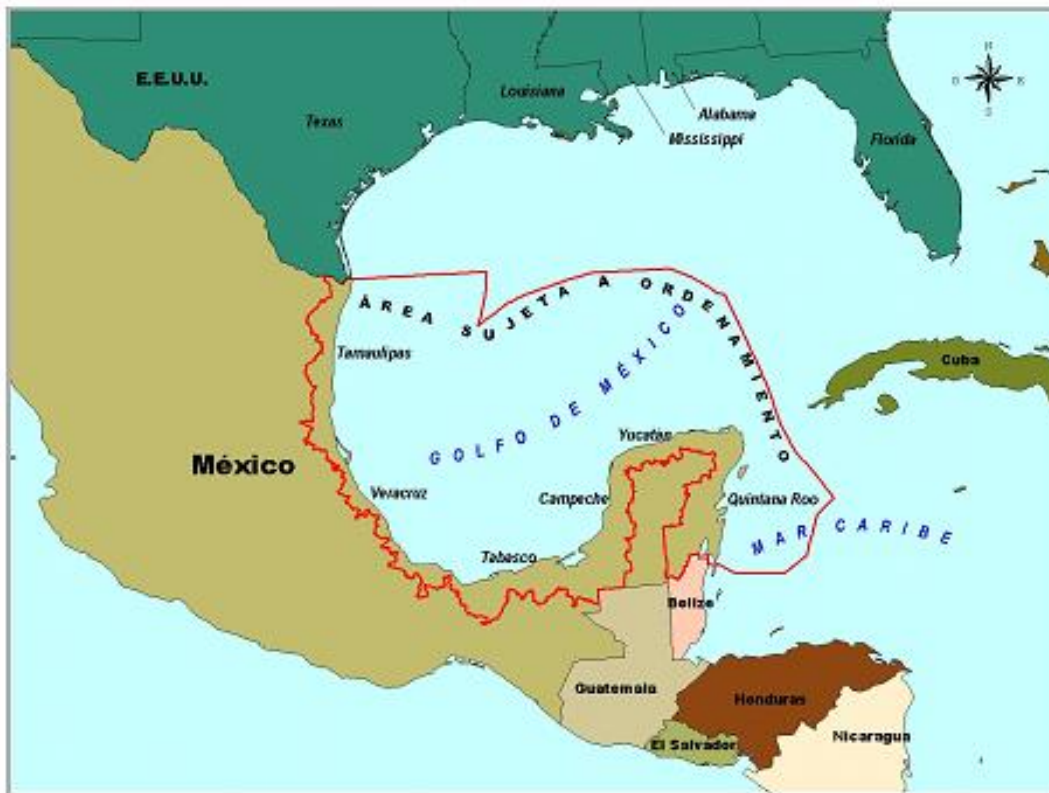 N
O
E
S
E.E.U.U.
Texas
Louisiana
Alabama
Mississippi
Florida
ÁREA SUJETA A ORDENAMIENTO
Tamaulipas
GOLFO DE MÉXICO
Cuba
Yucatán
México
Veracruz
Campeche
Quintana Roo
MAR CARIBE
Tabasco
Belize
Guatemala
Honduras
El Salvador
Nicaragua